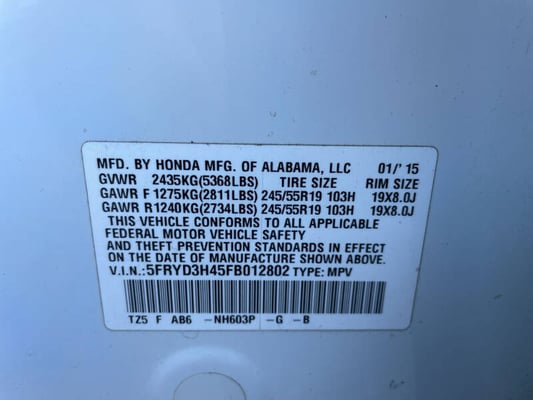 MFD. BY HONDA MFG. OF ALABAMA, LLC 01/'15
GVWR 2435KG(5368LBS) TIRE SIZE RIM SIZE
GAWR F 1275KG(2811LBS) 245/55R19 103H 19X8.0J
GAWR R1240KG(2734LBS) 245/55R19 103H 19X8.0J
THIS VEHICLE CONFORMS TO ALL APPLICABLE
FEDERAL MOTOR VEHICLE SAFETY
AND THEFT PREVENTION STANDARDS IN EFFECT
ON THE DATE OF MANUFACTURE SHOWN ABOVE.
V.I.N.:5FRYD3H45FB012802 TYPE: MPV
TZ5 F AB6 -NH603P -G -B